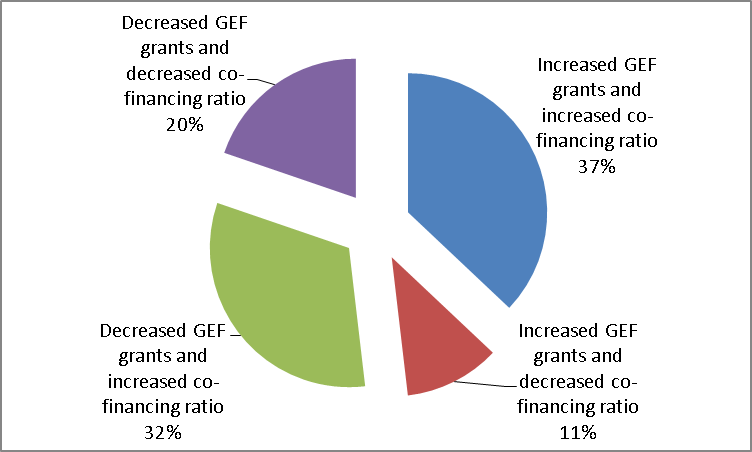 Decreased GEF
grants and
decreased co-
financing ratio
20%
Increased GEF
grants and
increased co-
financing ratio
37%
Decreased GEF
grants and
increased co-
financing ratio
32%
Increased GEF
grants and
decreased co-
financing ratio
11%